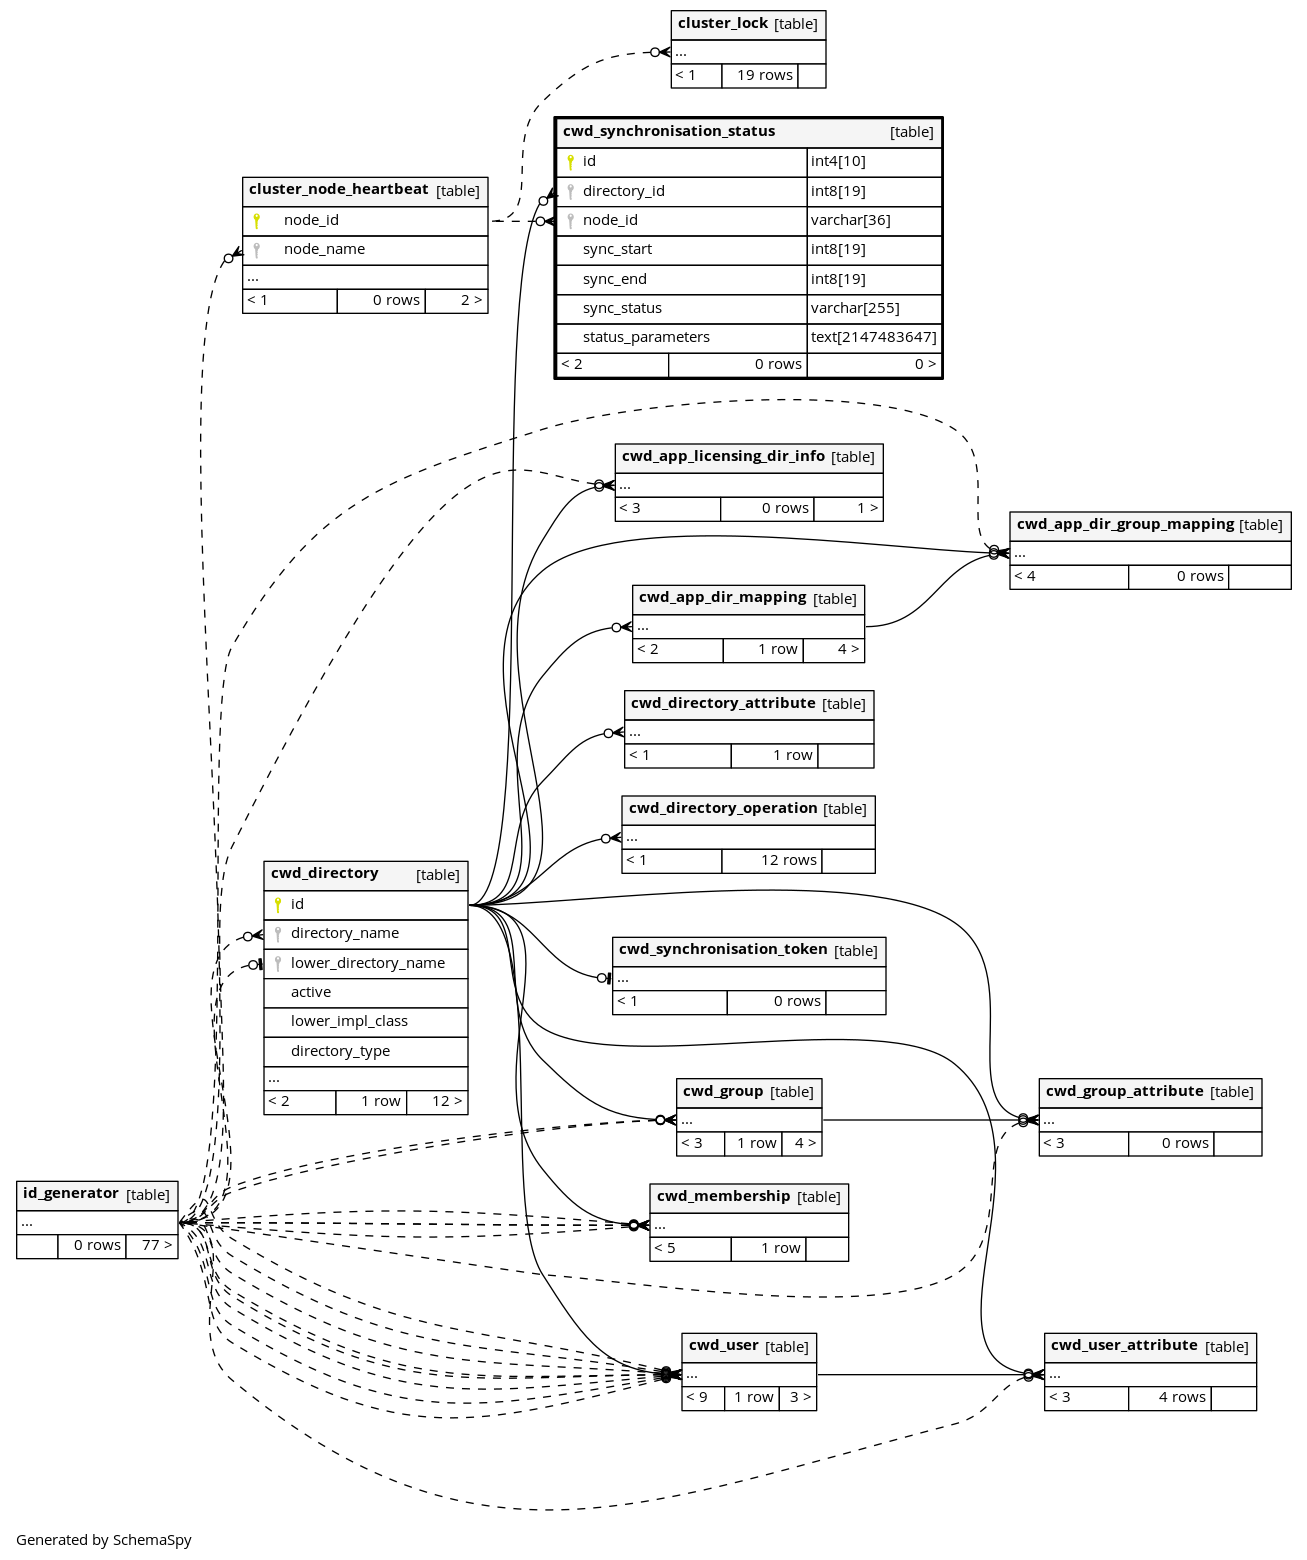 cluster_lock [table]
...
< 1 19 rows
cwd_synchronisation_status [table]
id int4[10]
directory_id int8[19]
node_id varchar[36]
sync_start int8[19]
sync_end int8[19]
sync_status varchar[255]
status_parameters text[2147483647]
< 2 0 rows 0 >
cluster_node_heartbeat [table]
node_id
node_name
...
< 1 0 rows 2 >
cwd_app_licensing_dir_info [table]
...
< 3 0 rows 1 >
cwd_app_dir_group_mapping [table]
...
< 4 0 rows
cwd_app_dir_mapping [table]
...
< 2 1 row 4 >
cwd_directory_attribute [table]
...
< 1 1 row
cwd_directory_operation [table]
...
< 1 12 rows
cwd_directory [table]
id
directory_name
lower_directory_name
active
lower_impl_class
directory_type
...
< 2 1 row 12 >
cwd_synchronisation_token [table]
...
< 1 0 rows
cwd_group [table]
...
< 3 1 row 4 >
cwd_group_attribute [table]
...
< 3 0 rows
id_generator [table]
...
0 rows 77 >
cwd_membership [table]
...
< 5 1 row
cwd_user [table]
...
< 9 1 row 3 >
cwd_user_attribute [table]
...
< 3 4 rows
Generated by SchemaSpy